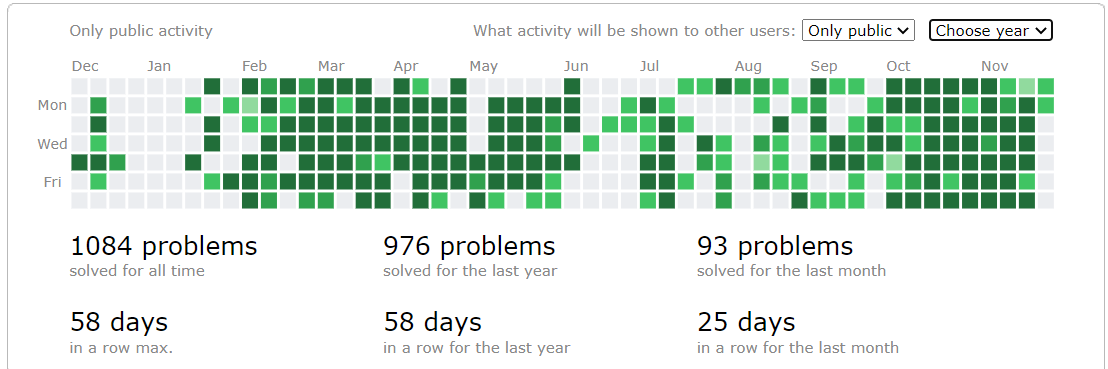 Only public activity What activity will be shown to other users: Only public Choose year
Dec Jan Feb Mar Apr May Jun Jul Aug Sep Oct Nov
Mon
Wed
Fri
1084 problems 976 problems 93 problems
solved for all time solved for the last year solved for the last month
58 days 58 days 25 days
in a row max. in a row for the last year in a row for the last month